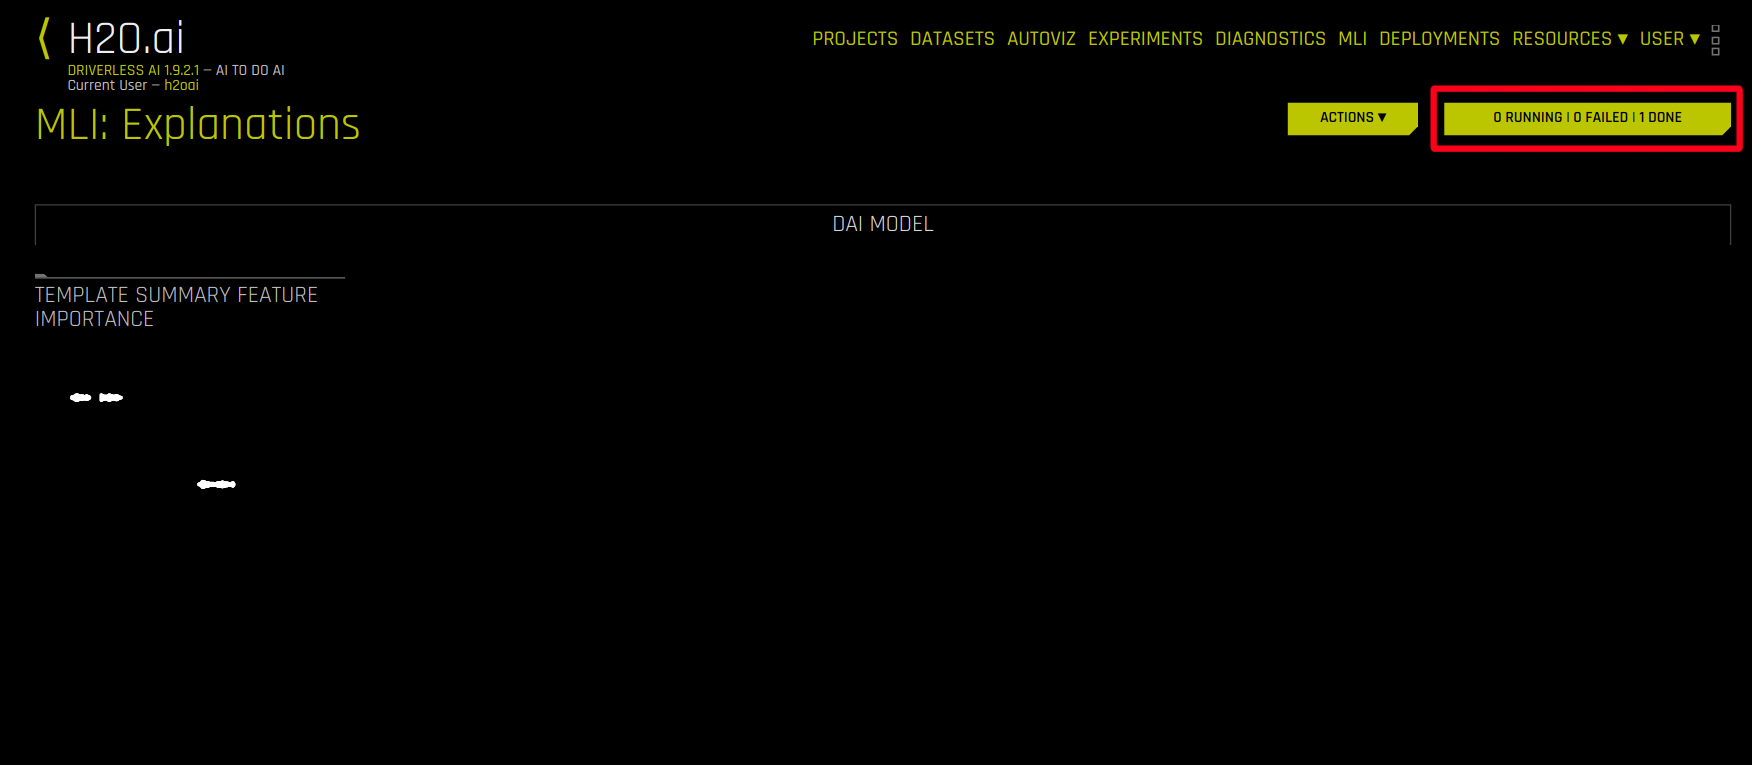 H2O.ai
PROJECTS DATASETS AUTOVIZ EXPERIMENTS DIAGNOSTICS MLI DEPLOYMENTS RESOURCES ▼ USER ▼
DRIVERLESS AI 1.9.2.1 – AI TO DO AI
Current User – h2oai
MLI: Explanations
ACTIONS ▼
0 RUNNING | 0 FAILED | 1 DONE
DAI MODEL
TEMPLATE SUMMARY FEATURE
IMPORTANCE